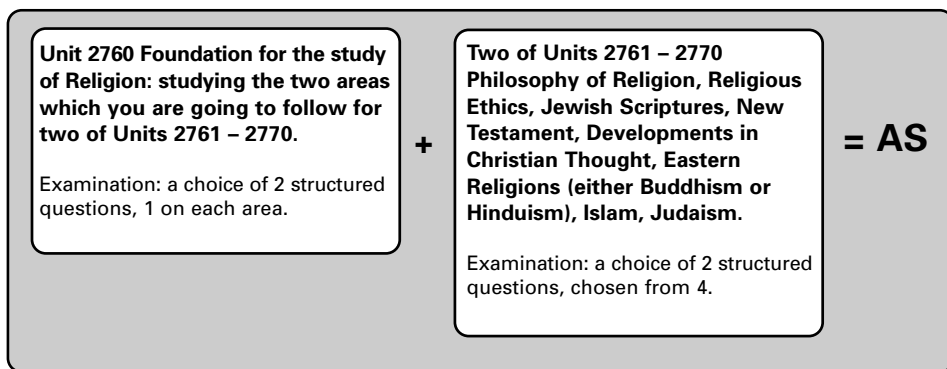 Unit 2760 Foundation for the study
of Religion: studying the two areas
which you are going to follow for
two of Units 2761 – 2770.
Examination: a choice of 2 structured
questions, 1 on each area.
+
Two of Units 2761 – 2770
Philosophy of Religion, Religious
Ethics, Jewish Scriptures, New
Testament, Developments in
Christian Thought, Eastern
Religions (either Buddhism or
Hinduism), Islam, Judaism.
Examination: a choice of 2 structured
questions, chosen from 4.
= AS